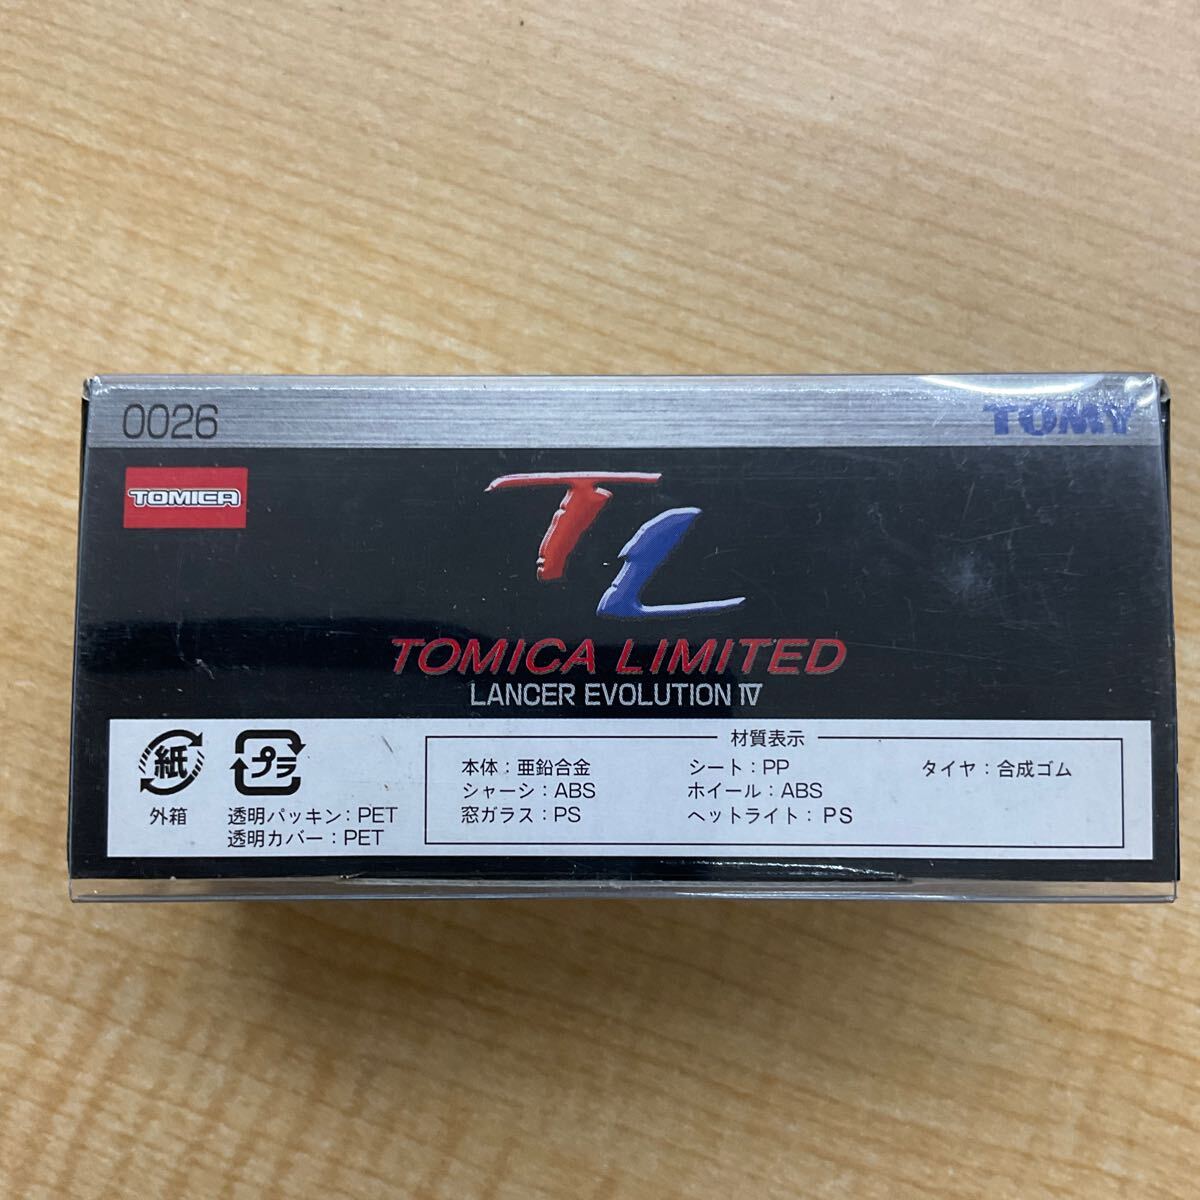 0026
TOMY
TOMICA
TL
TOMICA LIMITED
LANCER EVOLUTION Ⅳ
紙
外箱
プラ
透明パッキン：PET
透明カバー：PET
材質表示
本体：亜鉛合金
シャーシ：ABS
窓ガラス：PS
シート：PP
ホイール：ABS
ヘットライト：PS
タイヤ：合成ゴム